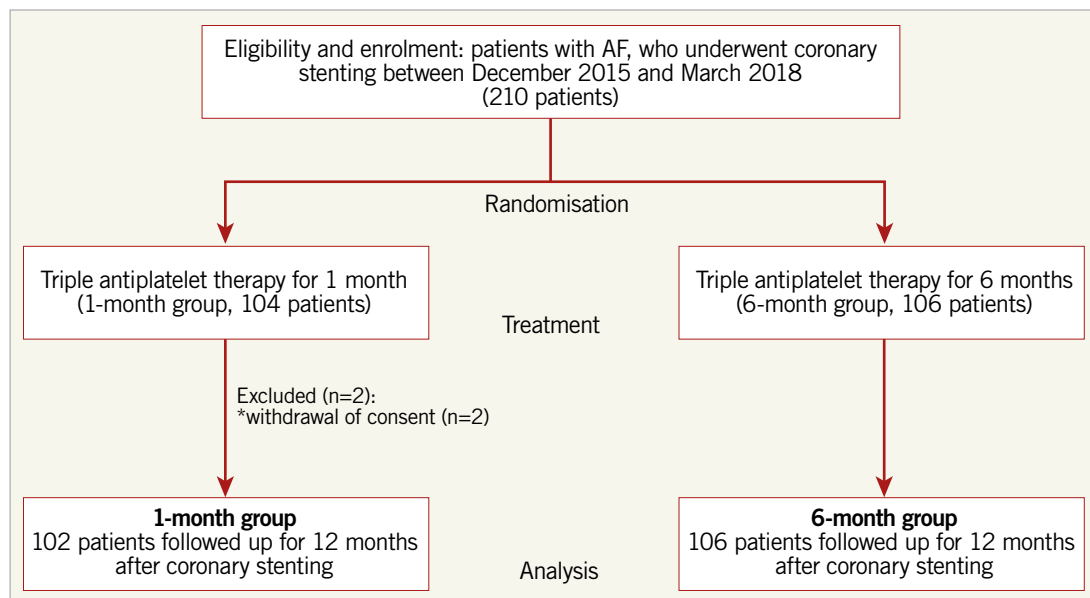 Eligibility and enrolment: patients with AF, who underwent coronary
stenting between December 2015 and March 2018
(210 patients)
Randomisation
Triple antiplatelet therapy for 1 month
(1-month group, 104 patients)
Triple antiplatelet therapy for 6 months
(6-month group, 106 patients)
Treatment
Excluded (n=2):
*withdrawal of consent (n=2)
1-month group
102 patients followed up for 12 months
after coronary stenting
6-month group
106 patients followed up for 12 months
after coronary stenting
Analysis